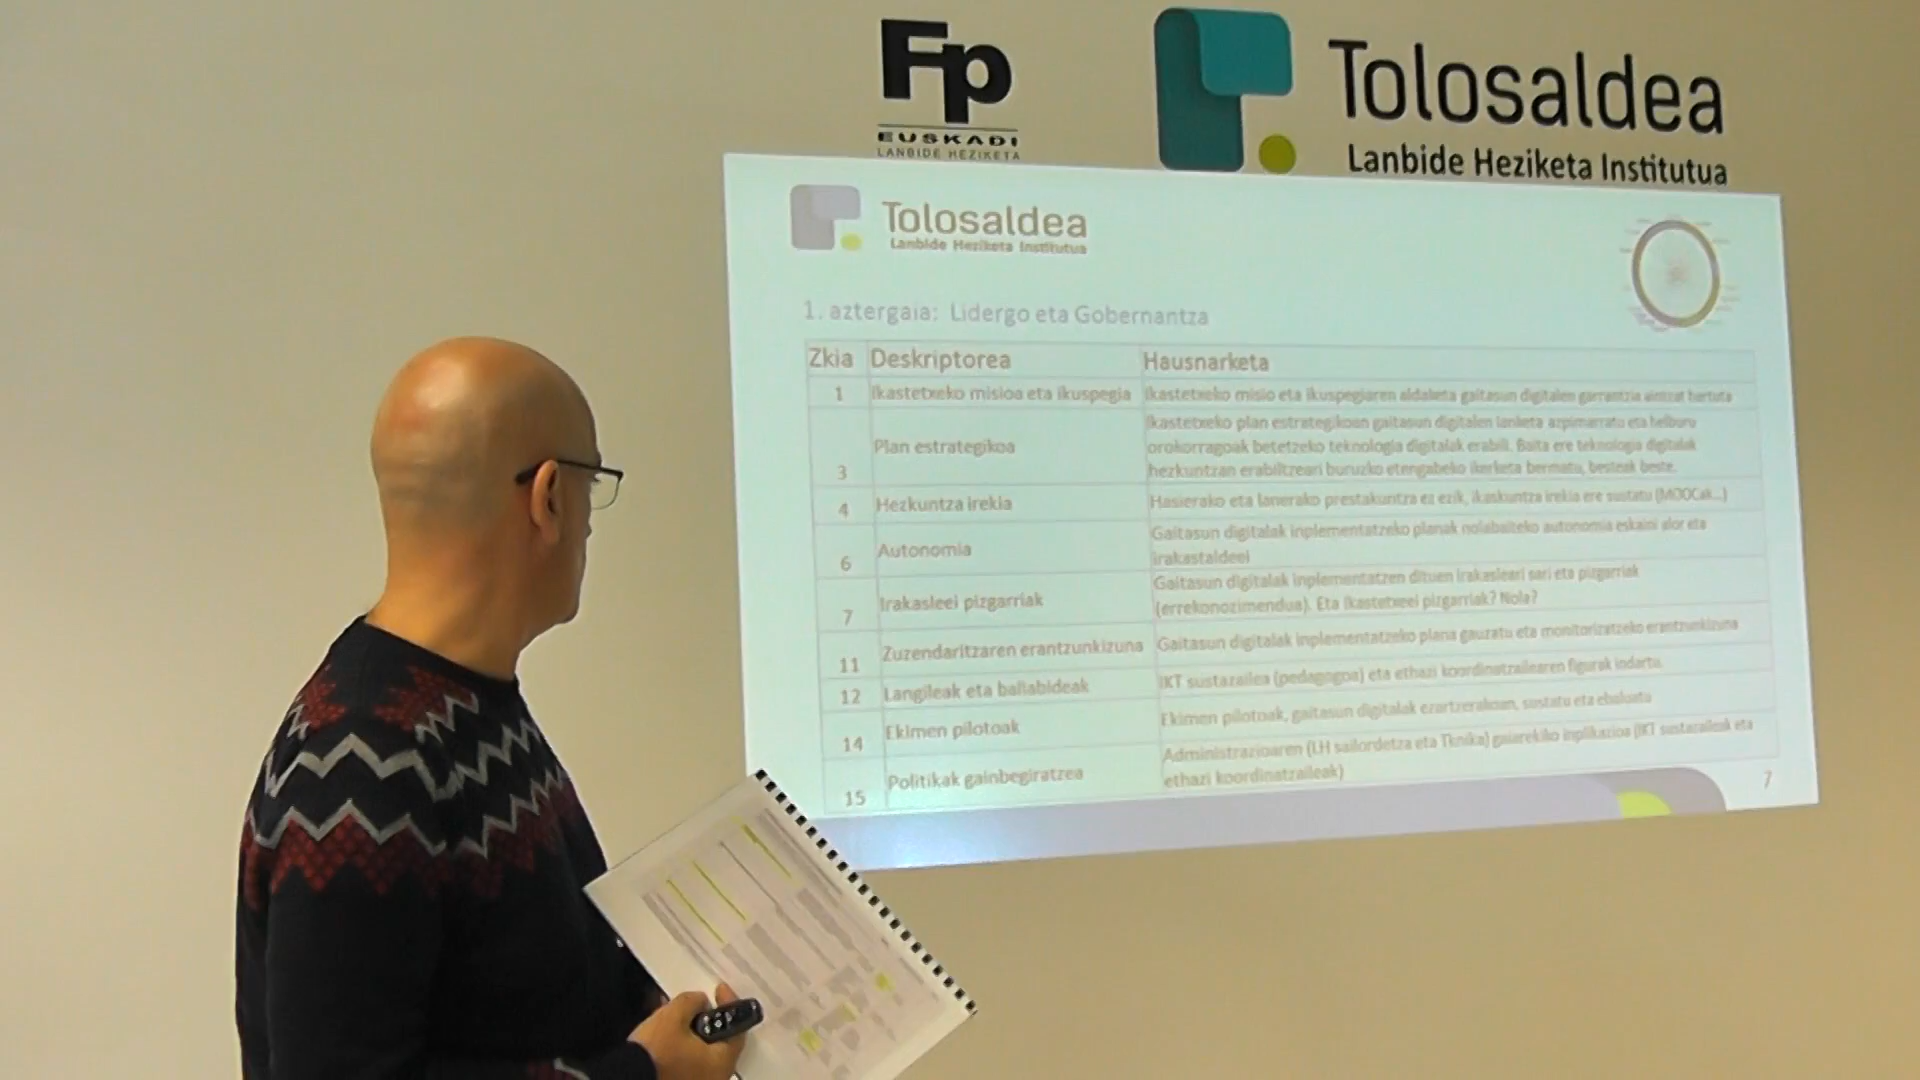 Fp
EUSKADI
LANBIDE HEZIKETA
Tolosaldea
Lanbide Heziketa Institutua
Tolosaldea
Lanbide Heziketa Institutua
1. aztergaia: Lidergo eta Gobernantza
Zkia Deskriptorea Hausnarketa
1 Ikastetxeko misioa eta ikuspegia Ikastetxeko misio eta ikuspegiaren aldaketa gaitasun digitalen garrantzia aintzat hartuta
3 Plan estrategikoa Ikastetxeko plan estrategikoan gaitasun digitalen lanketa azpimarratu eta helburu
orokorragoak betetzeko teknologia digitalak erabili. Baita ere teknologia digitalak
hezkuntzan erabiltzeari buruzko etengabeko ikerketa bermatu, besteak beste.
4 Hezkuntza irekia Hasierako eta lanerako prestakuntza ez ezik, ikaskuntza irekia ere sustatu (MOOCak...)
6 Autonomia Gaitasun digitalak inplementatzeko planak nolabaiteko autonomia eskaini alor eta
irakastaldeei
7 Irakasleei pizgarriak Gaitasun digitalak inplementatzen dituen irakasleari sari eta pizgarriak
(errekonozimendua). Eta ikastetxeei pizgarriak? Nola?
11 Zuzendaritzaren erantzunkizuna Gaitasun digitalak inplementatzeko plana gauzatu eta monitorizatzeko erantzunkizuna
12 Langileak eta baliabideak IKT sustazailea (pedagogoa) eta ethazi koordinatzailearen figurak indartu.
14 Ekimen pilotoak Ekimen pilotoak, gaitasun digitalak ezartzerakoan, sustatu eta ebaluatu
15 Politikak gainbegiratzea Administrazioaren (LH sailordetza eta Tknika) gaiarekiko inplikazioa (IKT sustazaileak eta
ethazi koordinatzaileak)
7